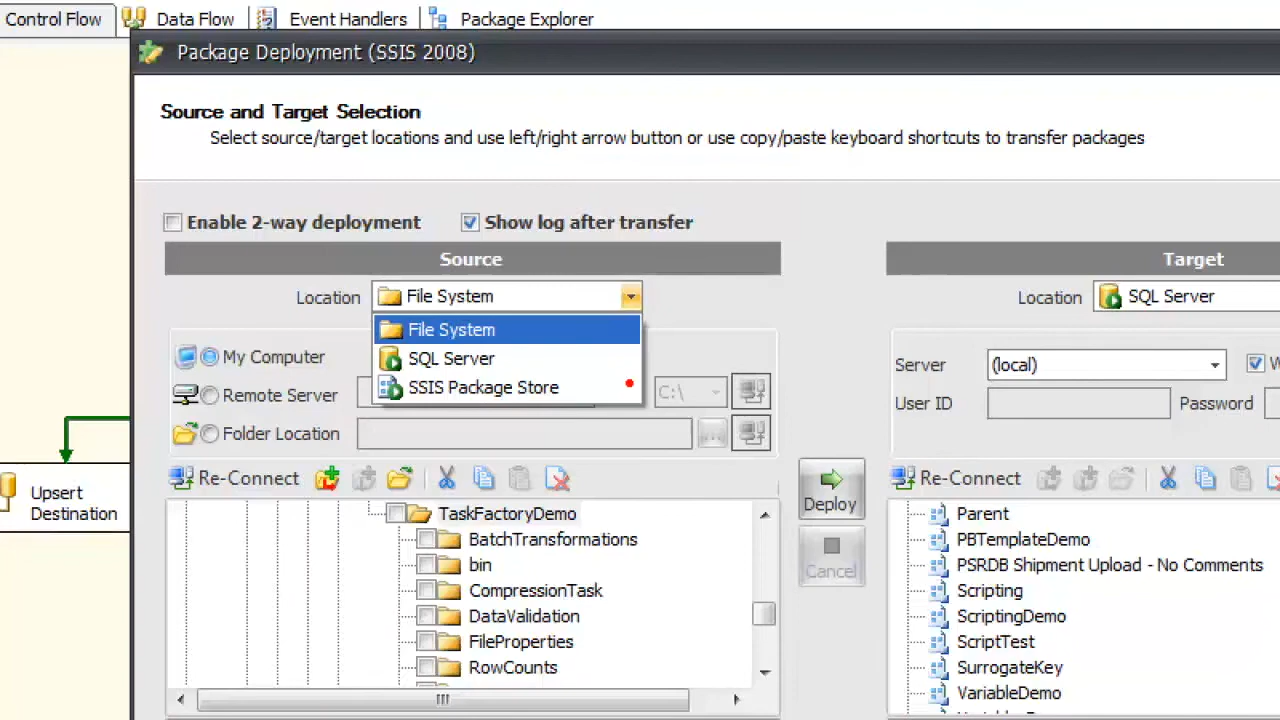 Control Flow
Data Flow
Event Handlers
Package Explorer
Package Deployment (SSIS 2008)
Source and Target Selection
Select source/target locations and use left/right arrow button or use copy/paste keyboard shortcuts to transfer packages
Enable 2-way deployment
Show log after transfer
Source
Target
Location
File System
Location
SQL Server
File System
SQL Server
SSIS Package Store
My Computer
Remote Server
C:\
Folder Location
...
Server
(local)
W
User ID
Password
Re-Connect
Re-Connect
Deploy
Cancel
Upsert
Destination
TaskFactoryDemo
BatchTransformations
bin
CompressionTask
DataValidation
FileProperties
RowCounts
Parent
PBTemplateDemo
PSRDB Shipment Upload - No Comments
Scripting
ScriptingDemo
ScriptTest
SurrogateKey
VariableDemo